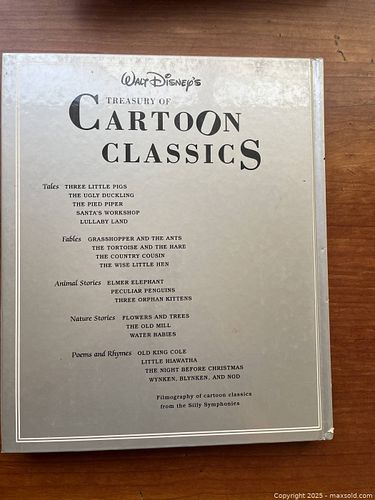 Walt Disney's
TREASURY OF
CARTOON
CLASSICS
Tales THREE LITTLE PIGS
THE UGLY DUCKLING
THE PIED PIPER
SANTA'S WORKSHOP
LULLABY LAND
Fables GRASSHOPPER AND THE ANTS
THE TORTOISE AND THE HARE
THE COUNTRY COUSIN
THE WISE LITTLE HEN
Animal Stories ELMER ELEPHANT
PECULIAR PENGUINS
THREE ORPHAN KITTENS
Nature Stories FLOWERS AND TREES
THE OLD MILL
WATER BABIES
Poems and Rhymes OLD KING COLE
LITTLE HIAWATHA
THE NIGHT BEFORE CHRISTMAS
WYNKEN, BLYNKEN, AND NOD
Filmography of cartoon classics
from the Silly Symphonies
Copyright 2025 - maxsold.com